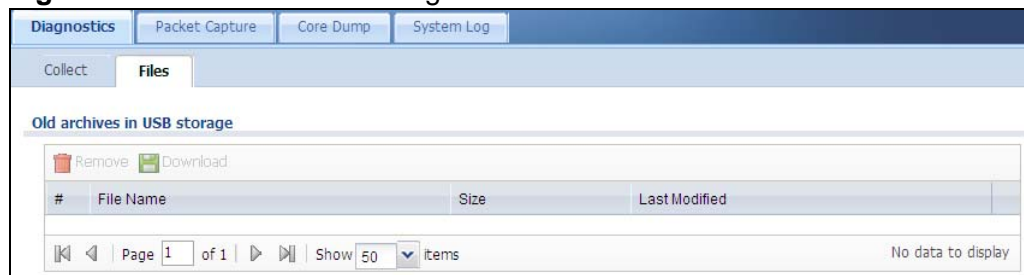 Diagnostics Packet Capture Core Dump System Log
Collect Files
Old archives in USB storage
Remove Download
# File Name Size Last Modified
Page 1 of 1 Show 50 items No data to display